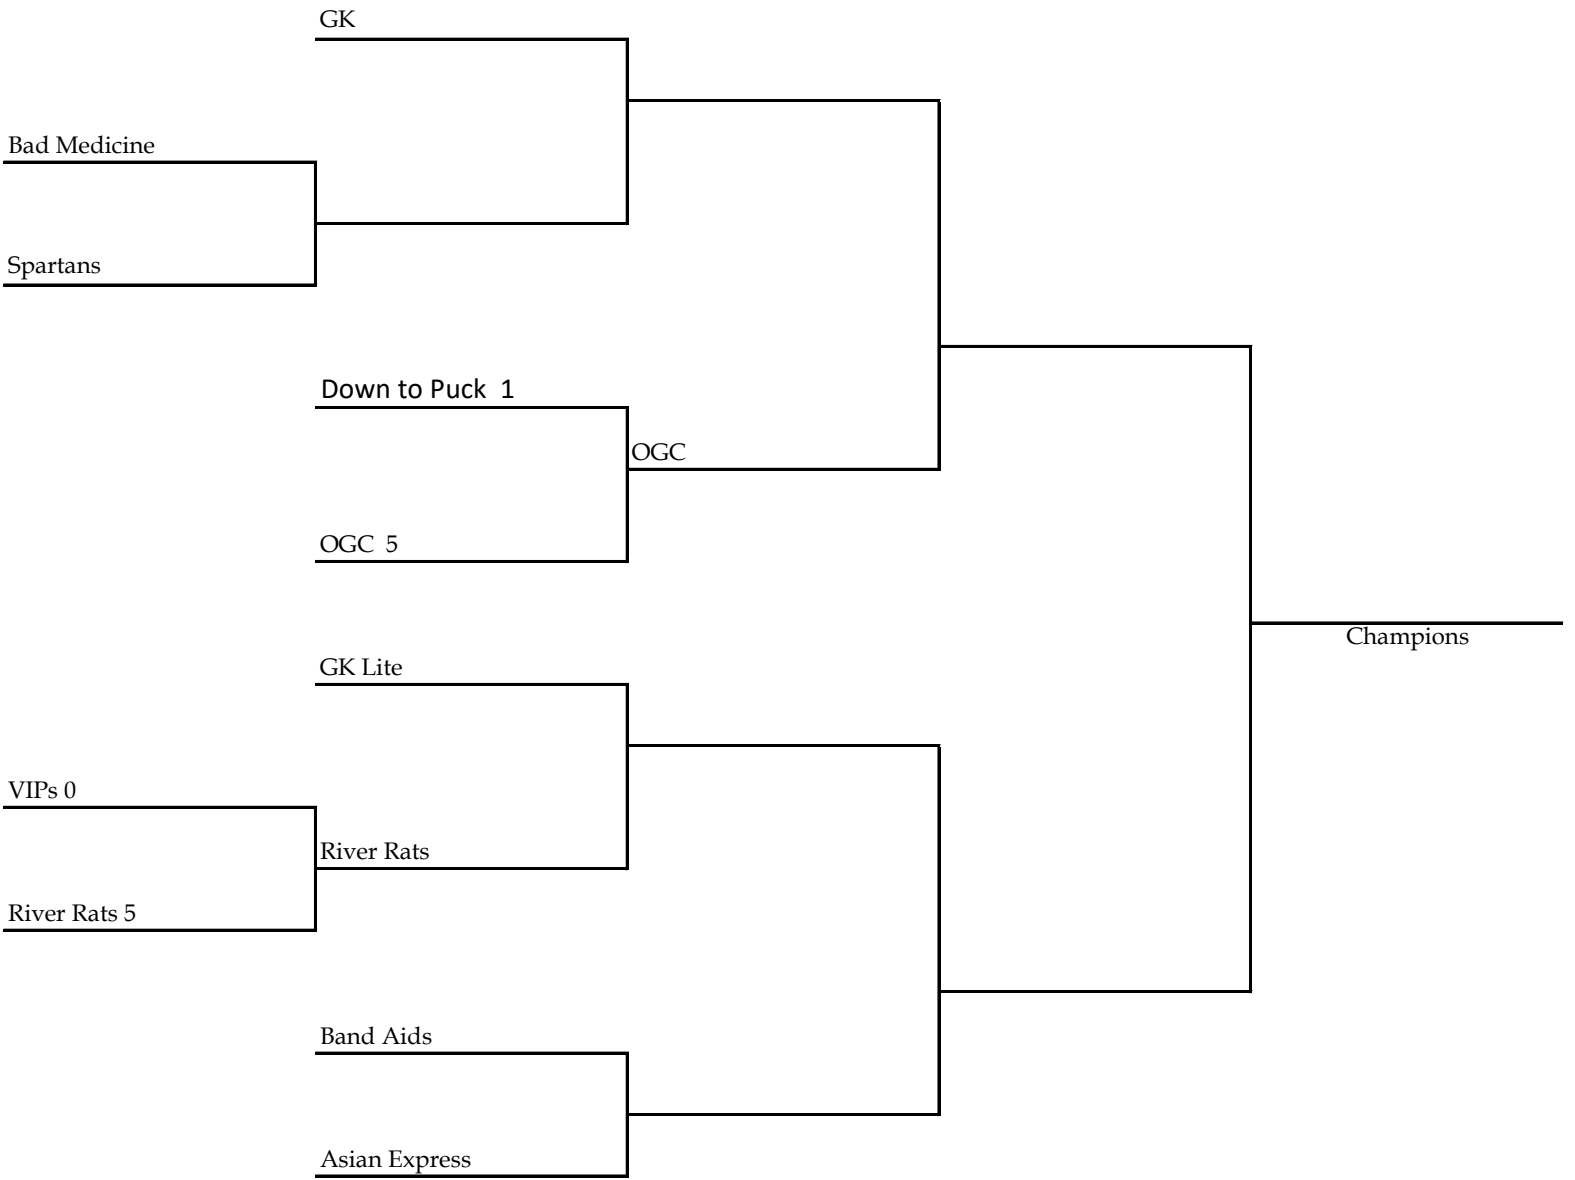 GK
Bad Medicine
Spartans
Down to Puck  1
OGC
OGC  5
Champions
GK Lite
VIPs 0
River Rats
River Rats 5
Band Aids
Asian Express